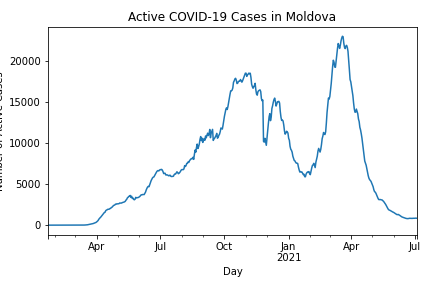 Active COVID-19 Cases in Moldova
20000
15000
10000
5000
0
Apr
Jul
Oct
Jan
2021
Apr
Jul
Day